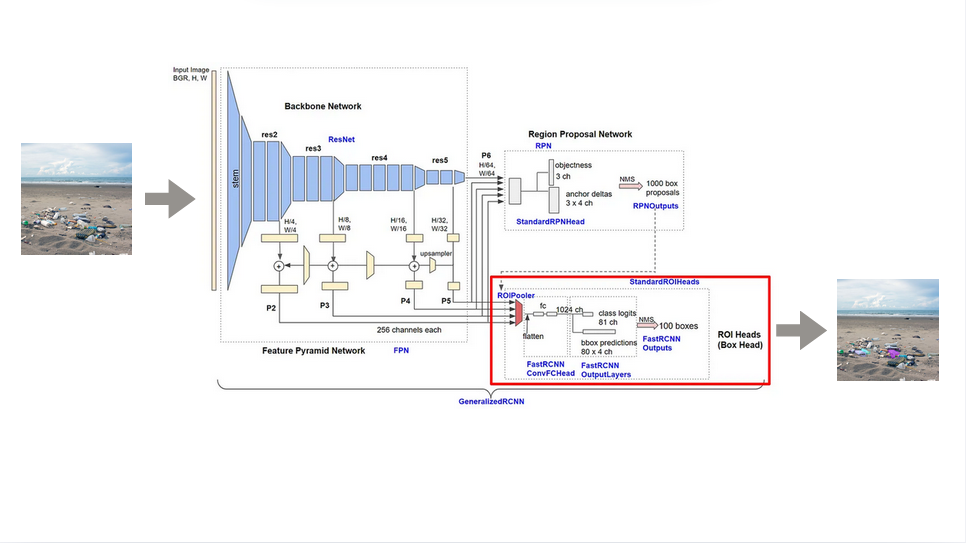 Input Image
BGR, H, W
Backbone Network
ResNet
stem
res2
res3
res4
res5
H/4,
W/4
H/8,
W/8
H/16,
W/16
H/32,
W/32
upsampler
P2
P3
P4
P5
256 channels each
Feature Pyramid Network
FPN
P6
H/64,
W/64
Region Proposal Network
RPN
objectness
3 ch
anchor deltas
3 x 4 ch
StandardRPNHead
NMS
1000 box
proposals
RPNOutputs
StandardROIHeads
ROIPooler
flatten
fc
1024 ch
class logits
81 ch
bbox predictions
80 x 4 ch
FastRCNN
ConvFCHead
FastRCNN
OutputLayers
NMS
100 boxes
FastRCNN
Outputs
ROI Heads
(Box Head)
GeneralizedRCNN